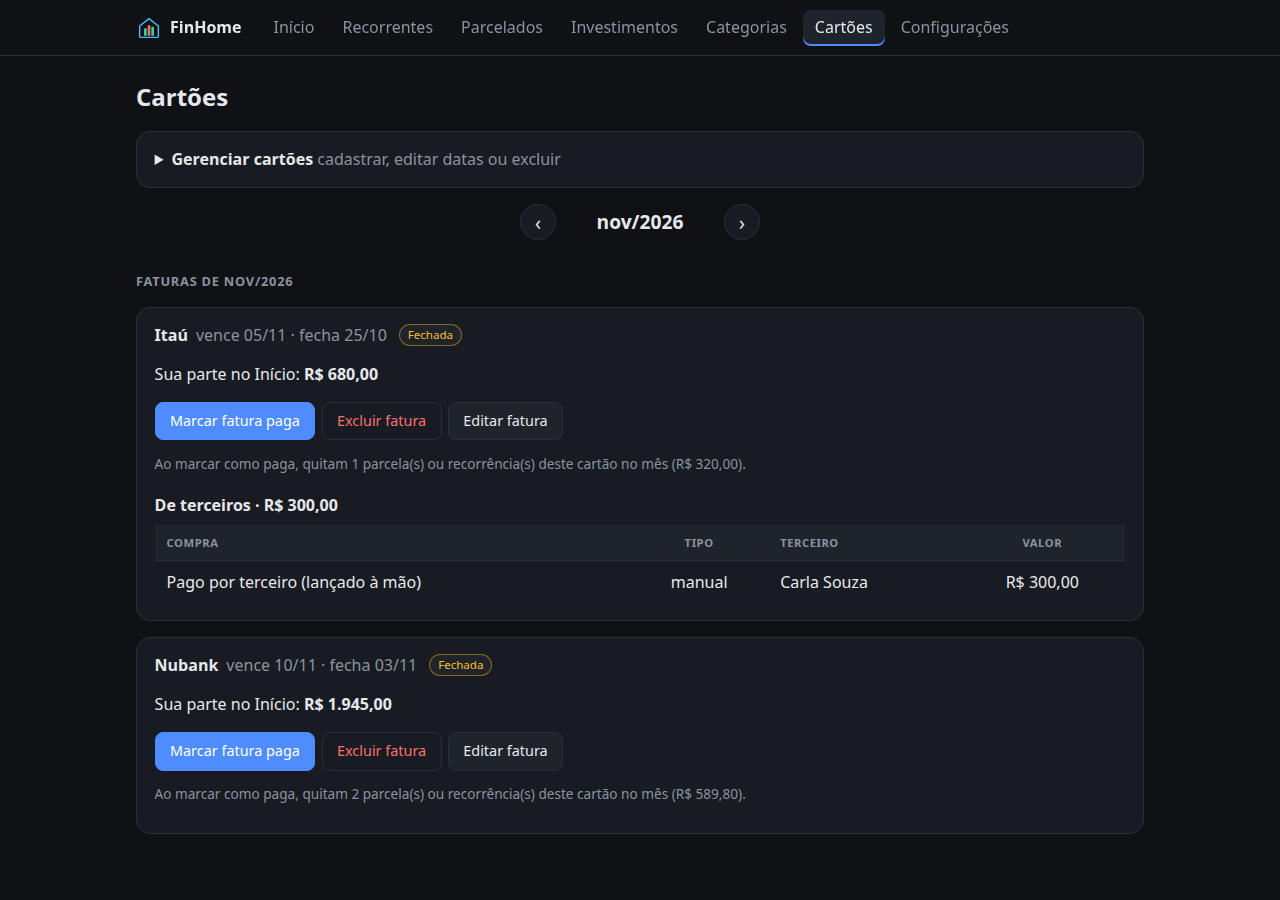 FinHome Início Recorrentes Parcelados Investimentos Categorias Cartões Configurações
Cartões
▶ Gerenciar cartões cadastrar, editar datas ou excluir
‹ nov/2026 ›
FATURAS DE NOV/2026
Itaú vence 05/11 · fecha 25/10 Fechada
Sua parte no Início: R$ 680,00
Marcar fatura paga Excluir fatura Editar fatura
Ao marcar como paga, quitam 1 parcela(s) ou recorrência(s) deste cartão no mês (R$ 320,00).
De terceiros · R$ 300,00
COMPRA TIPO TERCEIRO VALOR
Pago por terceiro (lançado à mão) manual Carla Souza R$ 300,00
Nubank vence 10/11 · fecha 03/11 Fechada
Sua parte no Início: R$ 1.945,00
Marcar fatura paga Excluir fatura Editar fatura
Ao marcar como paga, quitam 2 parcela(s) ou recorrência(s) deste cartão no mês (R$ 589,80).